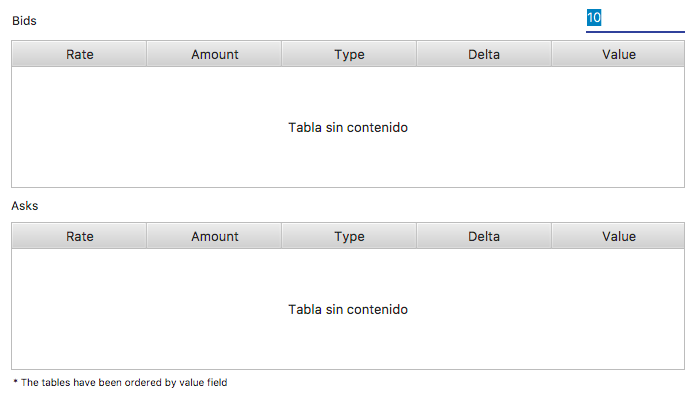 Bids 10
Rate Amount Type Delta Value
Tabla sin contenido
Asks
Rate Amount Type Delta Value
Tabla sin contenido
* The tables have been ordered by value field